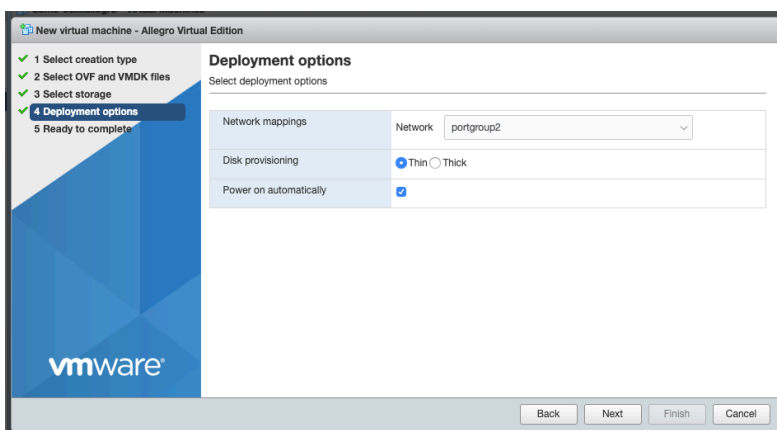 New virtual machine - Allegro Virtual Edition
1 Select creation type
2 Select OVF and VMDK files
3 Select storage
4 Deployment options
5 Ready to complete
Deployment options
Select deployment options
Network mappings
Network portgroup2
Disk provisioning
Thin Thick
Power on automatically
vmware®
Back Next Finish Cancel